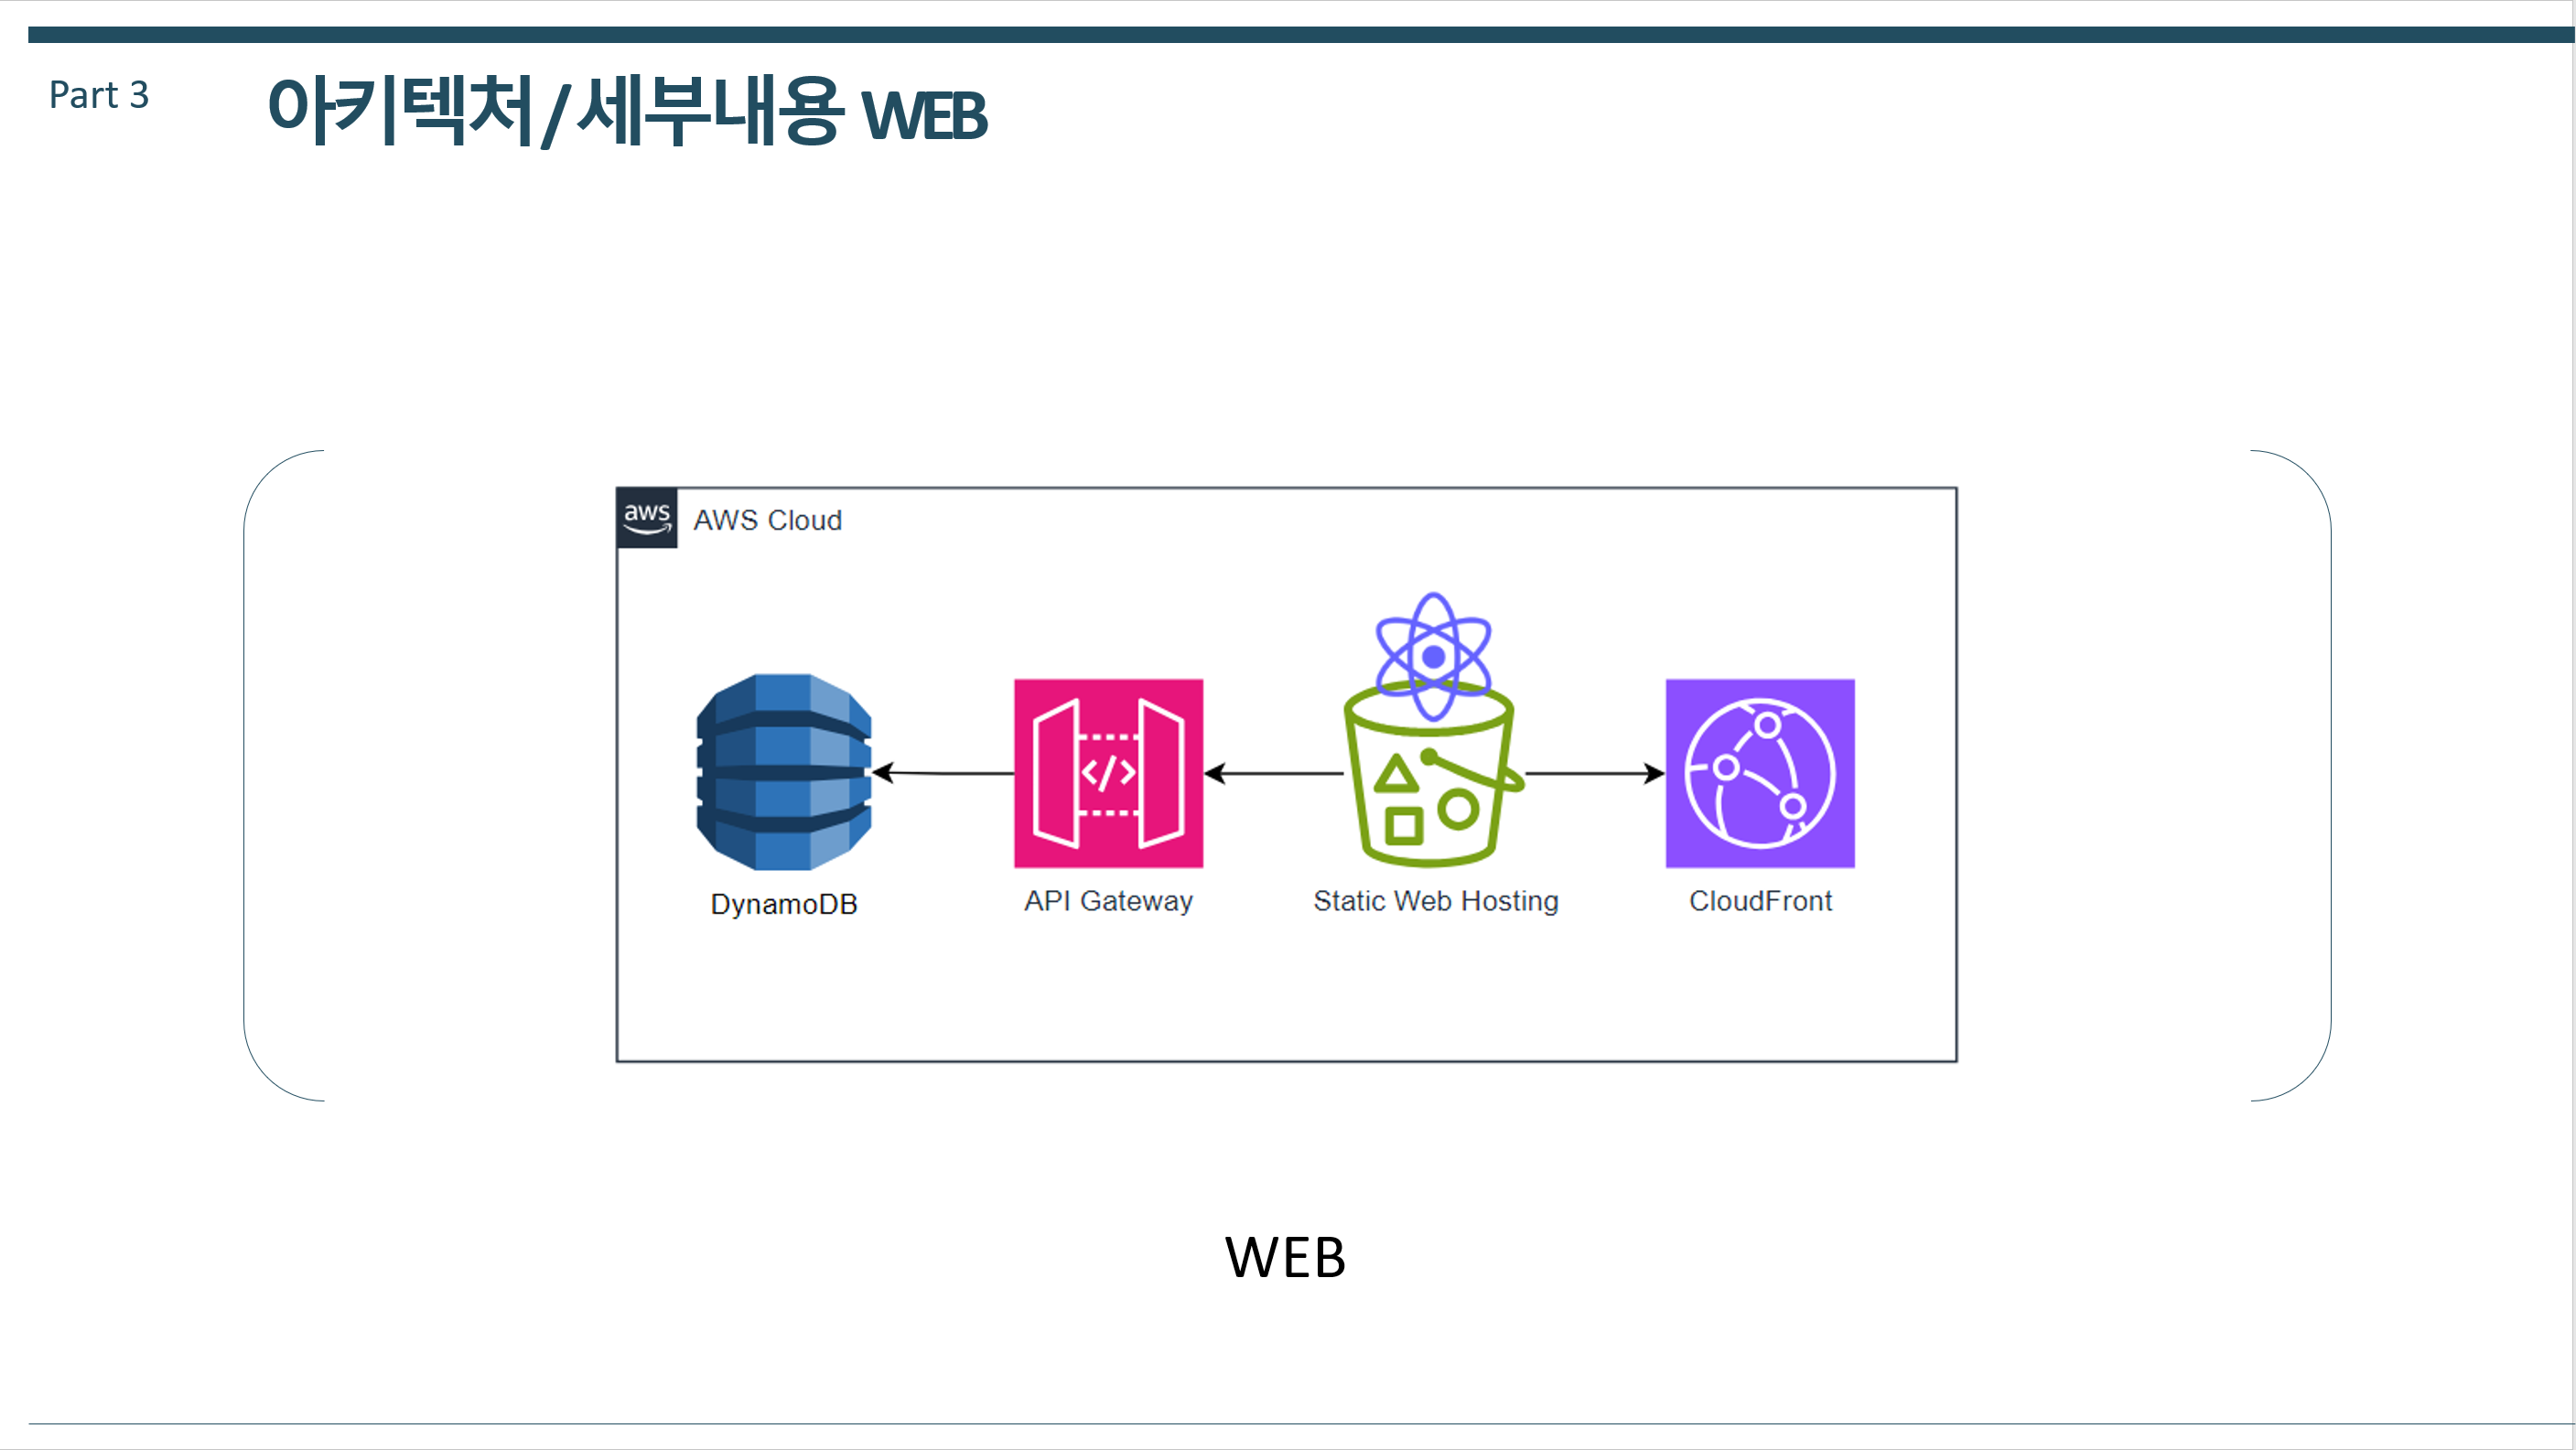 Part 3
아키텍처/세부내용 WEB
aws
AWS Cloud
DynamoDB
API Gateway
Static Web Hosting
CloudFront
WEB